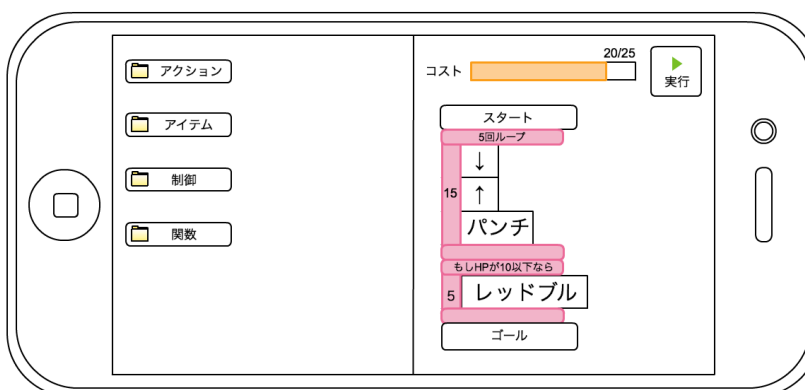 アクション
アイテム
制御
関数
コスト
20/25
実行
スタート
5回ループ
15
↓
↑
パンチ
もしHPが10以下なら
5
レッドブル
ゴール